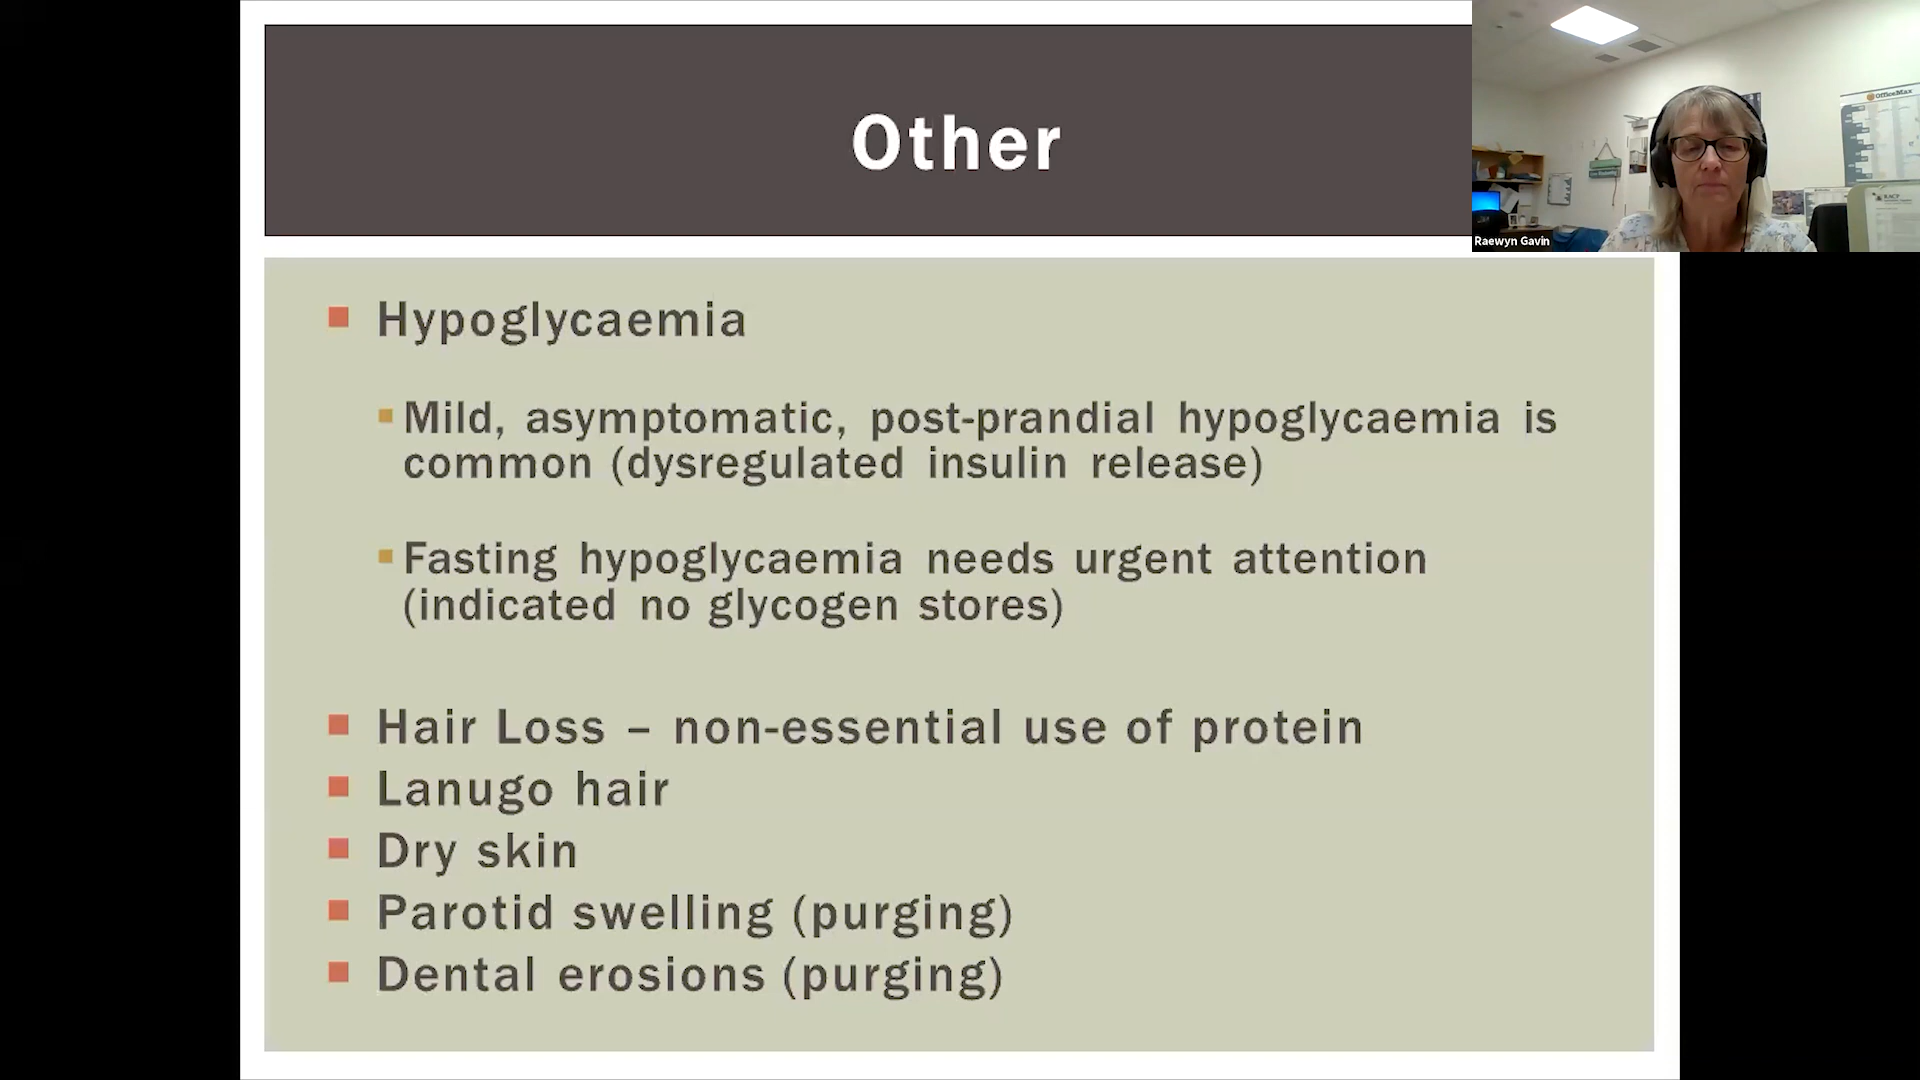 Other
OfficeMax
RACP
Raewyn Gavin
Hypoglycaemia
Mild, asymptomatic, post-prandial hypoglycaemia is
common (dysregulated insulin release)
Fasting hypoglycaemia needs urgent attention
(indicated no glycogen stores)
Hair Loss – non-essential use of protein
Lanugo hair
Dry skin
Parotid swelling (purging)
Dental erosions (purging)